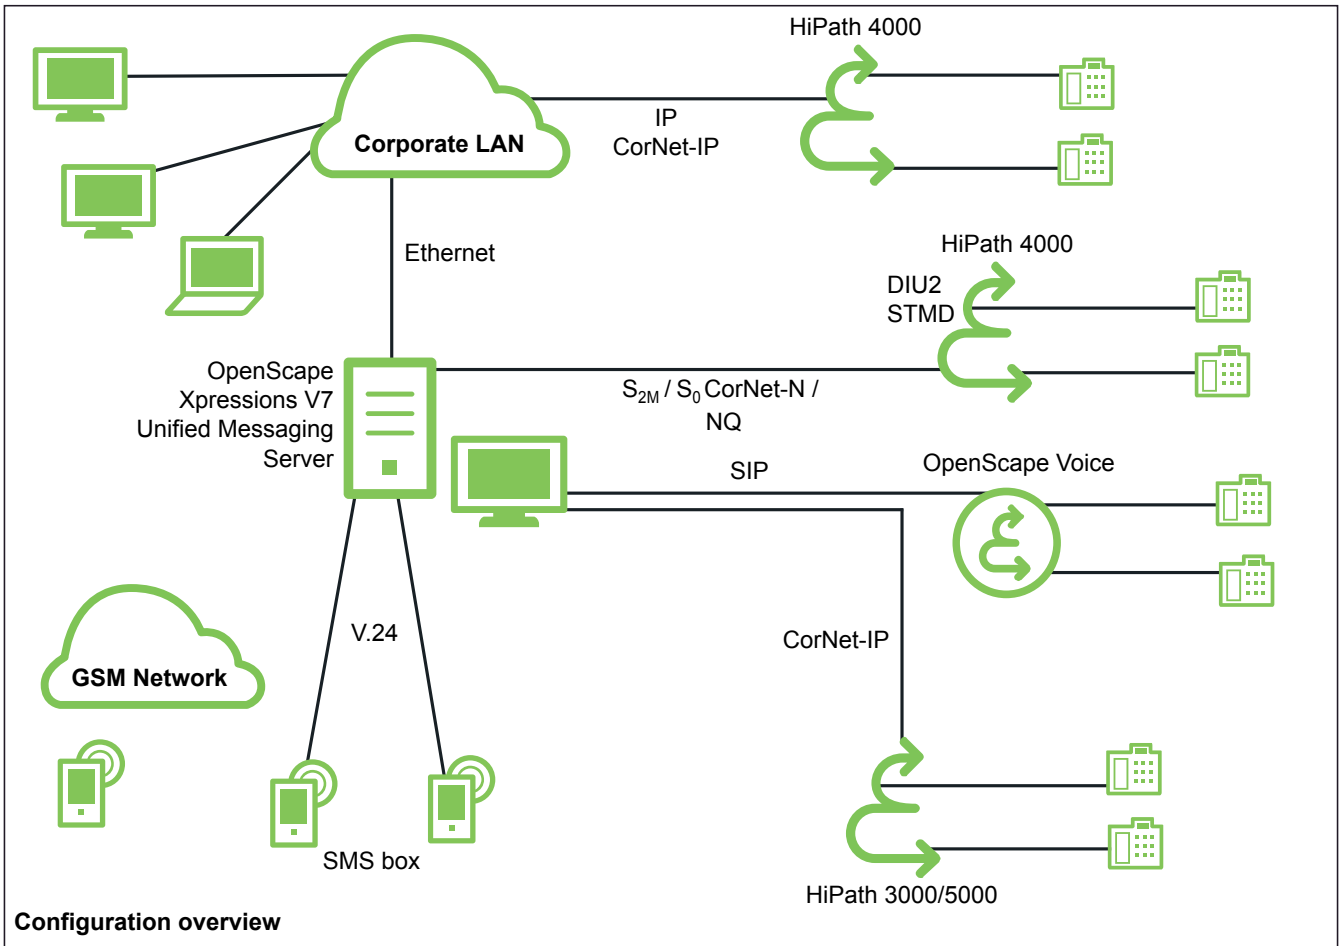 HiPath 4000
IP
CorNet-IP
Corporate LAN
Ethernet
HiPath 4000
DIU2
STMD
OpenScape
Xpressions V7
Unified Messaging
Server
S2M / S0 CorNet-N /
NQ
SIP
OpenScape Voice
V.24
CorNet-IP
GSM Network
SMS box
HiPath 3000/5000
Configuration overview